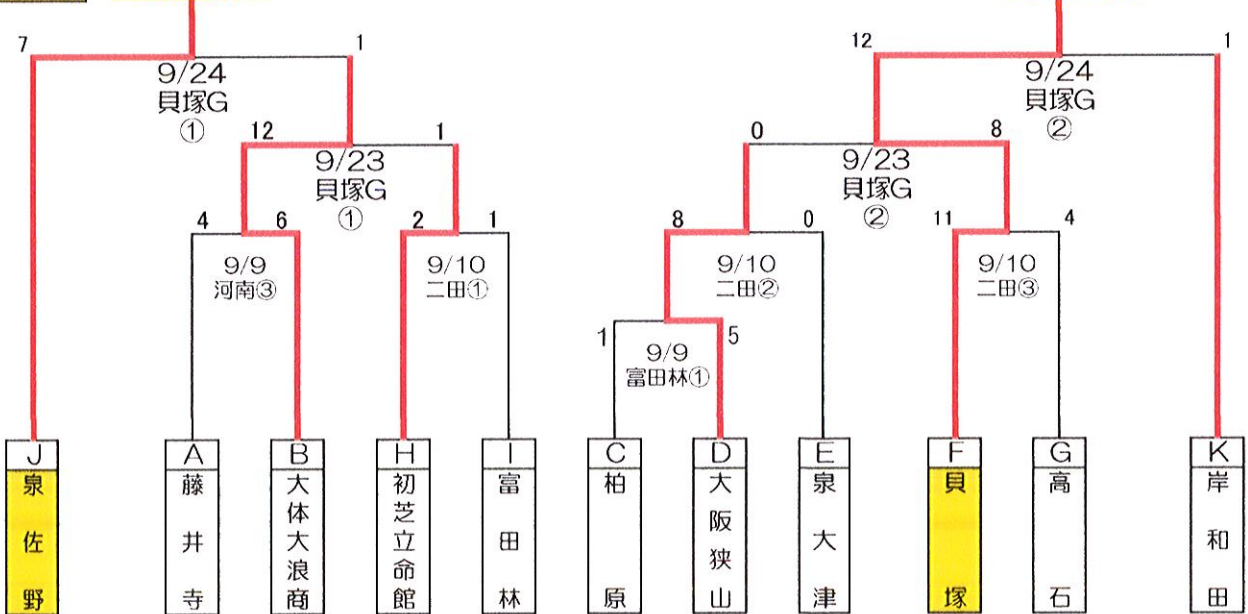 7
1
9/24
貝塚G
①
12
1
9/24
貝塚G
②
12
1
9/23
貝塚G
①
0
8
9/23
貝塚G
②
4
6
9/9
河南③
2
1
9/10
二田①
8
0
9/10
二田②
11
4
9/10
二田③
1
5
9/9
富田林①
J
泉佐野
A
藤井寺
B
大体大浪商
H
初芝立命館
I
富田林
C
柏原
D
大阪狭山
E
泉大津
F
貝塚
G
高石
K
岸和田